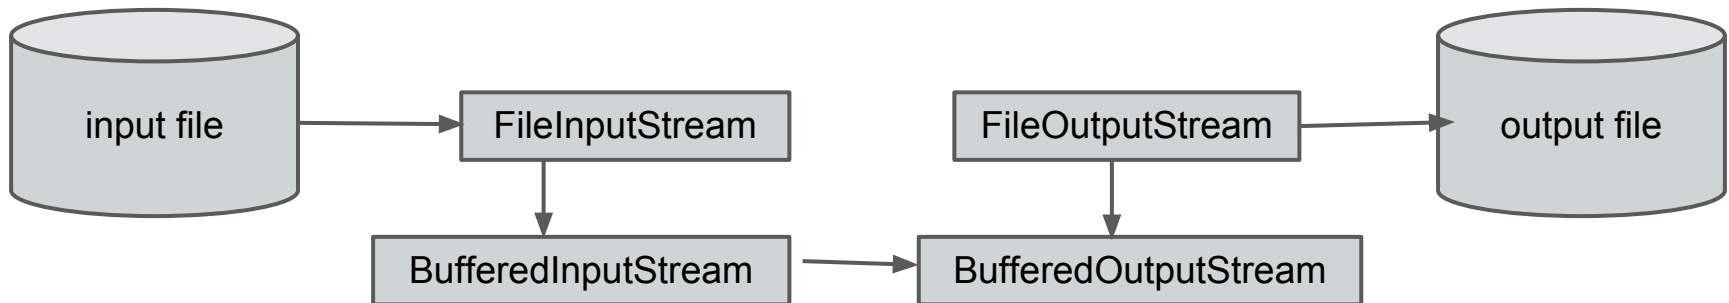 input file
FileInputStream
FileOutputStream
output file
BufferedInputStream
BufferedOutputStream